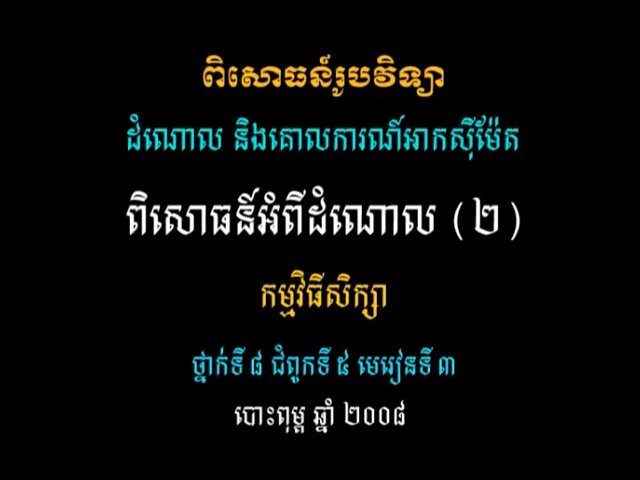 ពិសោធន៍រូបវិទ្យា
ដំណោល និងគោលការណ៍អាកស៊ីម៉ែត
ពិសោធន៍អំពីដំណោល (២)
កម្មវិធីសិក្សា
ថ្នាក់ទី ៨ ជំពូកទី ៥ មេរៀនទី ៣
បោះពុម្ព ឆ្នាំ ២០០៨